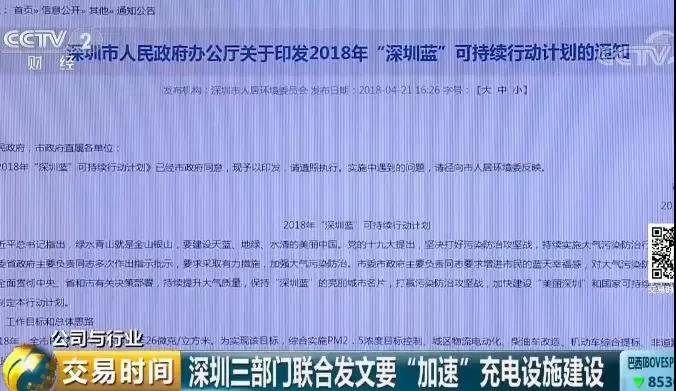 ：首页» 信息公开» 其他» 通知公告
CCTV 2
财经
CCTV
深圳市人民政府办公厅关于印发2018年“深圳蓝”可持续行动计划的通知
发布机构：深圳市人居环境委员会 发布日期：2018-04-21 16:26 字号：【大 中 小】
民政府，市政府直属各单位：
2018年“深圳蓝”可持续行动计划》已经市政府同意，现予以印发，请遵照执行。实施中遇到的问题，请径向市人居环境委反映。
2018年“深圳蓝”可持续行动计划
近平总书记指出，绿水青山就是金山银山，要建设天蓝、地绿、水清的美丽中国。党的十九大提出，坚决打好污染防治攻坚战，持续实施大气污染防治行
委省政府主要负责同志多次作出指示批示，要求采取有力措施，加强大气污染防治。市委市政府主要负责同志要求增进市民的蓝天幸福感，对大气污染防
全面贯彻中央、省和市有关决策部署，持续提升大气质量，保持“深圳蓝”的亮丽城市名片，打赢污染防治攻坚战，加快建设“美丽深圳”和国家可持续
制定本行动计划。
工作目标和总体思路
26微克/立方米。为实现该目标，综合实施PM2．5浓度目标控制、城区物流电动化、柴油车改造、机动车综合提标、非道
公司与行业
交易时间
深圳三部门联合发文要“加速”充电设施建设
交易时间
巴西IBOVESP
▼853